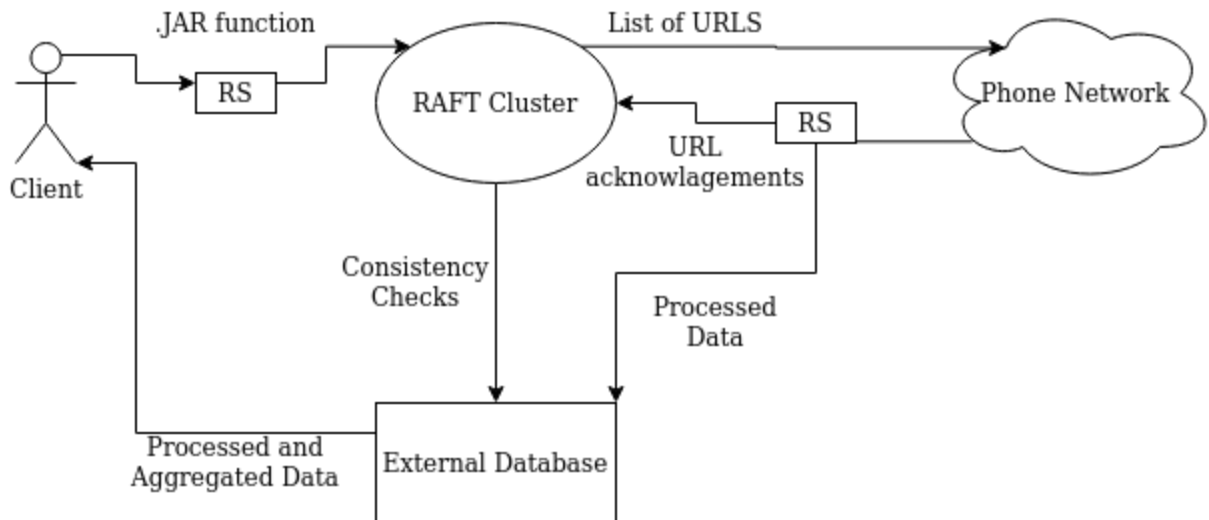 .JAR function
List of URLS
RS
RAFT Cluster
Phone Network
RS
URL
acknowlagements
Client
Consistency
Checks
Processed
Data
Processed and
Aggregated Data
External Database